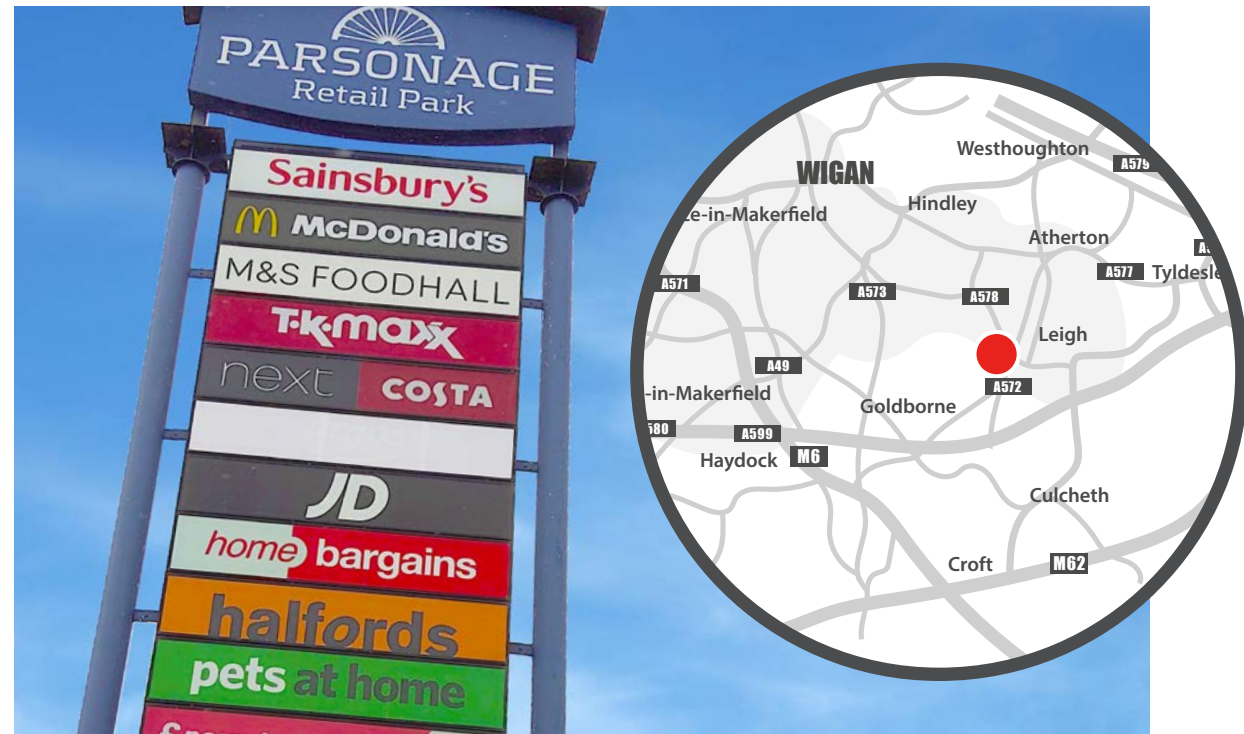 PARSONAGE
Retail Park
Sainsbury's
McDonald's
M&S FOODHALL
T·K·maxx
next COSTA
JD
home bargains
halfords
pets at home
WIGAN
Westhoughton
A579
Hindley
-in-Makerfield
Atherton
A577
Tyldesle
A571
A573
A578
Leigh
A49
A572
-in-Makerfield
Goldborne
580
A599
Haydock
M6
Culcheth
Croft
M62